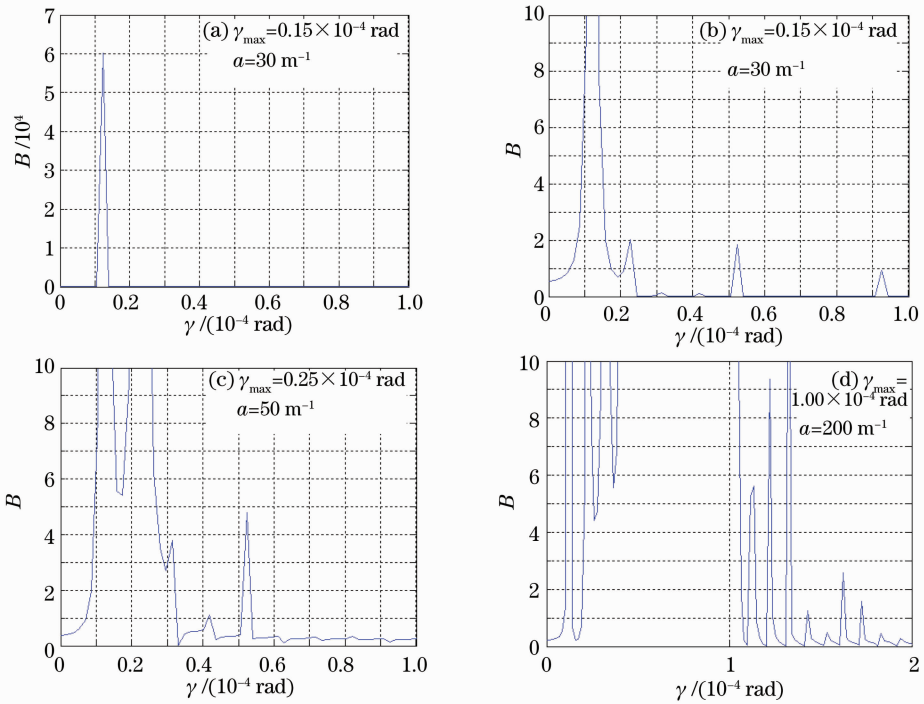 (a) γmax=0.15×10⁻⁴ rad
a=30 m⁻¹
B/10⁴
7
6
5
4
3
2
1
0
0 0.2 0.4 0.6 0.8 1.0
γ/(10⁻⁴ rad)
(b) γmax=0.15×10⁻⁴ rad
a=30 m⁻¹
B
10
8
6
4
2
0
0 0.2 0.4 0.6 0.8 1.0
γ/(10⁻⁴ rad)
(c) γmax=0.25×10⁻⁴ rad
a=50 m⁻¹
B
10
8
6
4
2
0
0 0.2 0.4 0.6 0.8 1.0
γ/(10⁻⁴ rad)
(d) γmax=
1.00×10⁻⁴ rad
a=200 m⁻¹
B
10
8
6
4
2
0
0 1 2
γ/(10⁻⁴ rad)